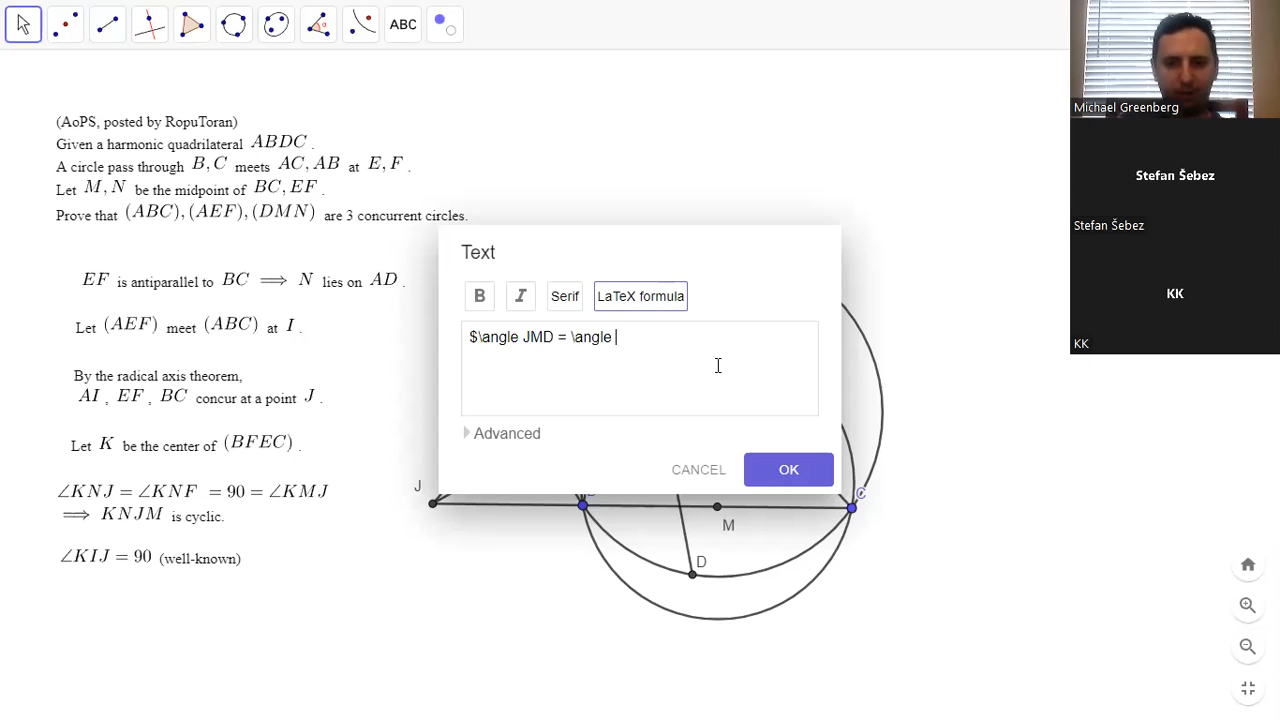 ABC
(AoPS, posted by RopuToran)
Given a harmonic quadrilateral ABDC .
A circle pass through B, C meets AC, AB at E, F .
Let M, N be the midpoint of BC, EF .
Prove that (ABC), (AEF), (DMN) are 3 concurrent circles.
EF is antiparallel to BC ⟹ N lies on AD .
Let (AEF) meet (ABC) at I .
By the radical axis theorem,
AI , EF , BC concur at a point J .
Let K be the center of (BFEC) .
∠KNJ = ∠KNF = 90 = ∠KMJ
⟹ KNJM is cyclic.
∠KIJ = 90 (well-known)
Text
B I Serif LaTeX formula
$\angle JMD = \angle
Advanced
CANCEL OK
J
C
M
D
Michael Greenberg
Stefan Šebez
Stefan Šebez
KK
KK